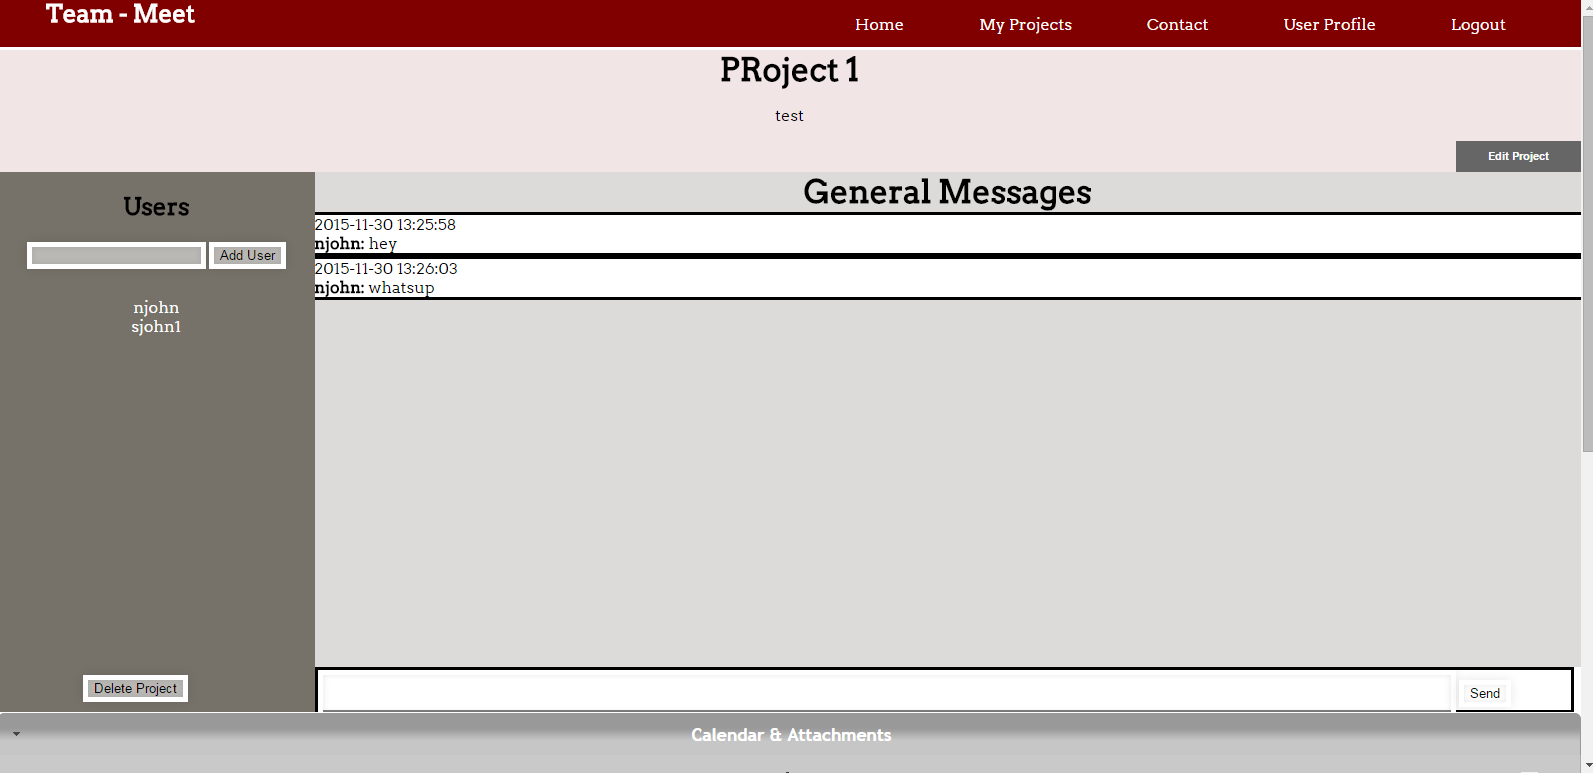 Team - Meet
Home My Projects Contact User Profile Logout
PRoject 1
test
Edit Project
Users
Add User
njohn
sjohn1
Delete Project
General Messages
2015-11-30 13:25:58
njohn: hey
2015-11-30 13:26:03
njohn: whatsup
Send
Calendar & Attachments